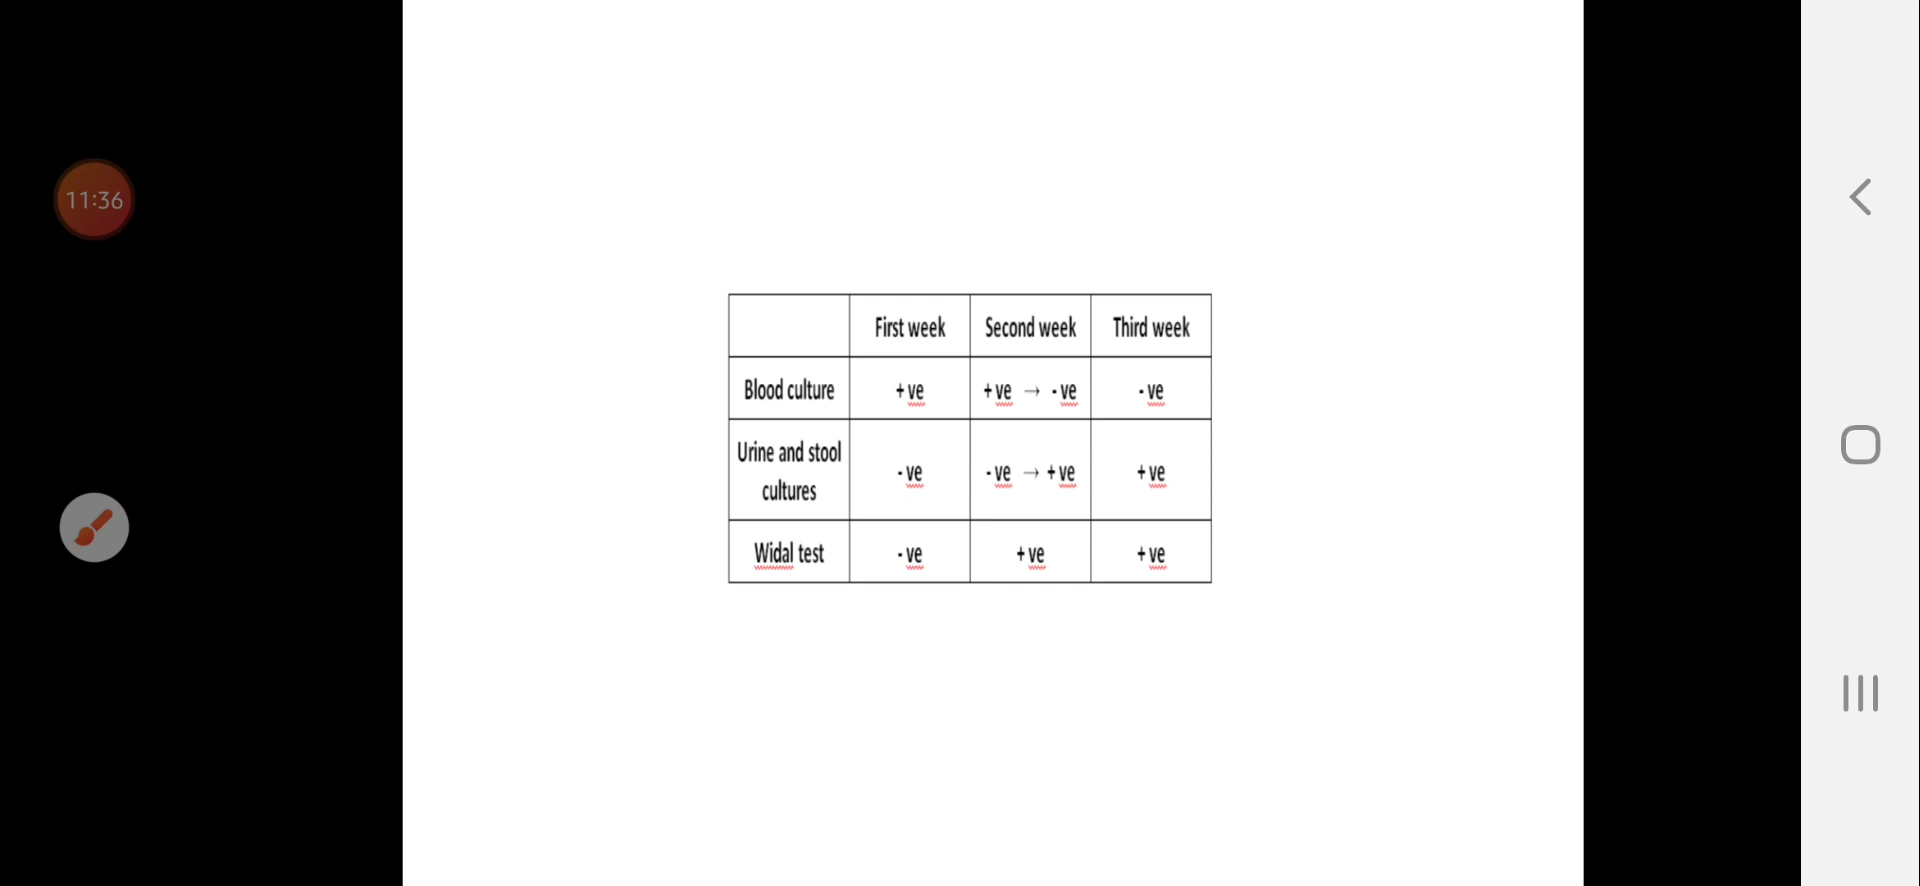 11:36
First week Second week Third week
Blood culture + ve + ve → - ve - ve
Urine and stool
cultures - ve - ve → + ve + ve
Widal test - ve + ve + ve